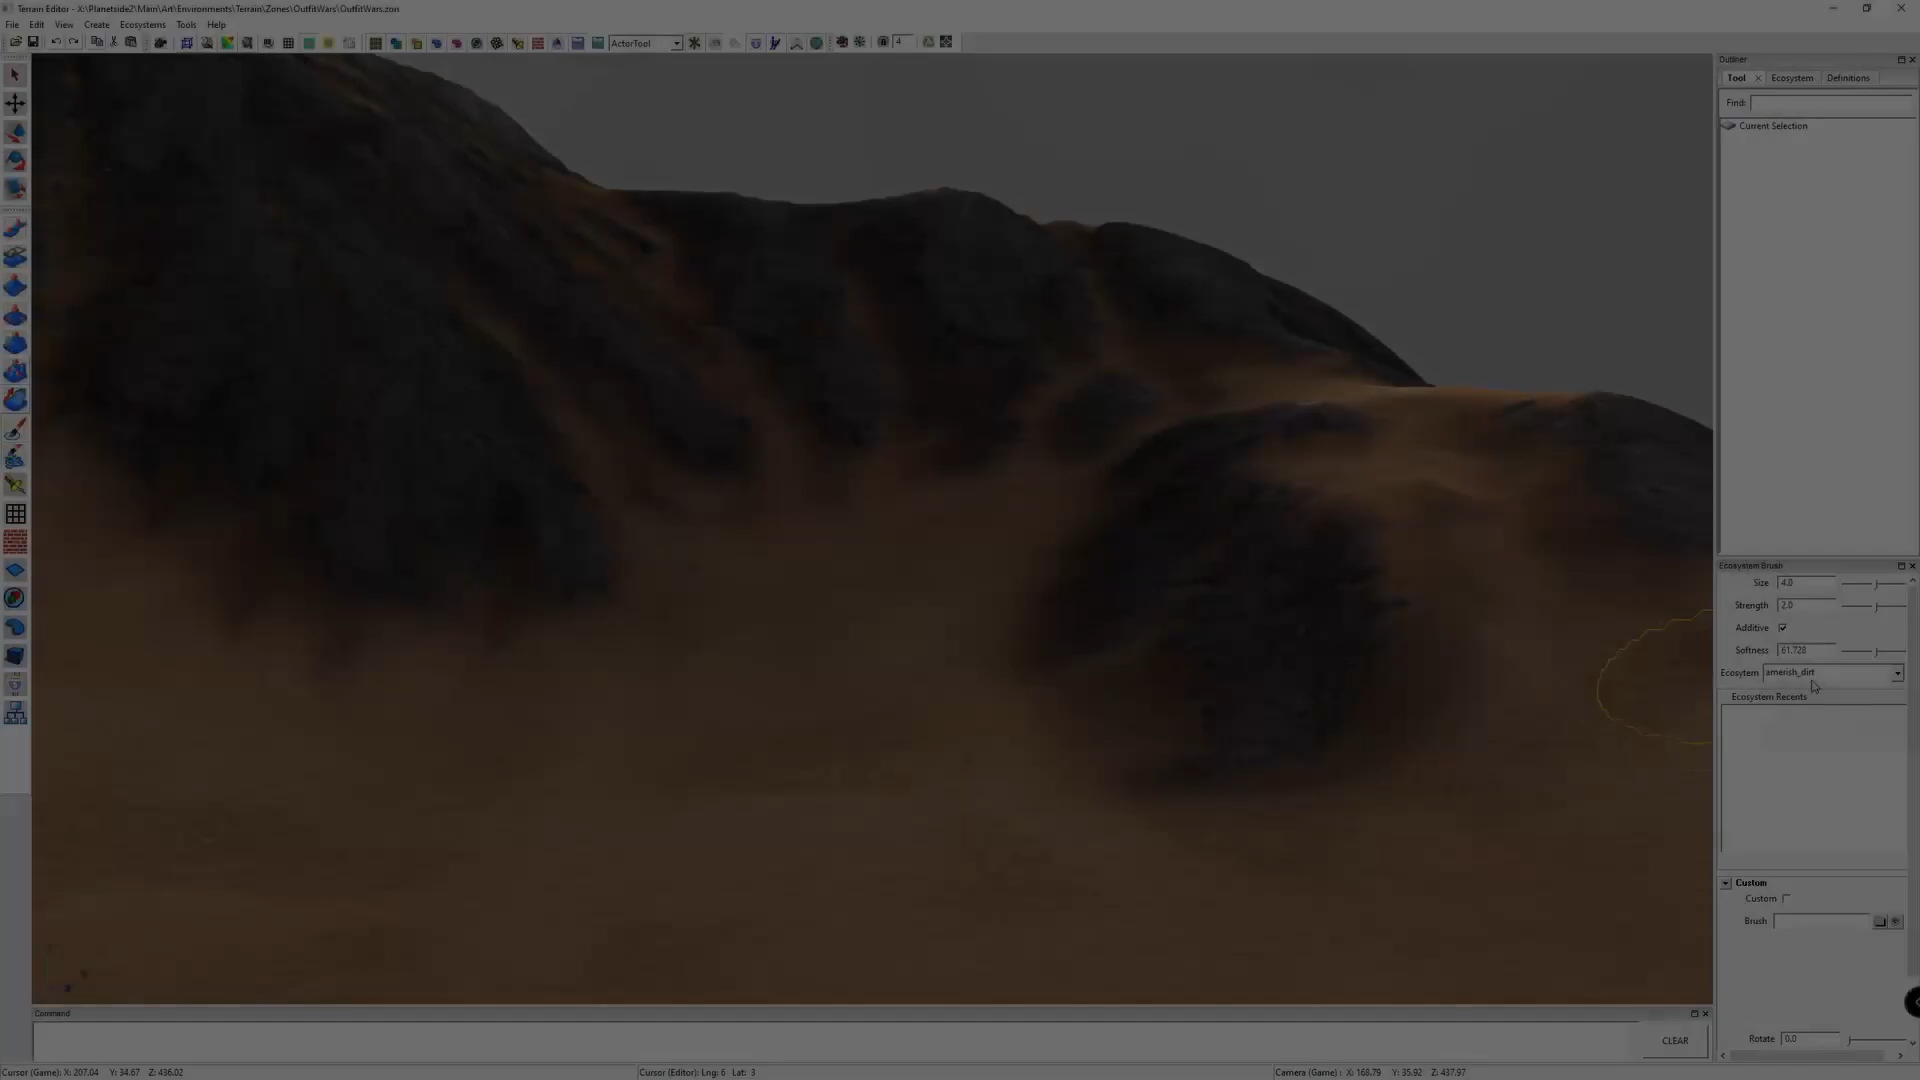 Terrain Editor - X:\Planetside2\Main\Art\Environments\Terrain\Zones\OutfitWars\OutfitWars.zon
File Edit View Create Ecosystems Tools Help
ActorTool 4
Outliner
Tool Ecosystem Definitions
Find:
Current Selection
Ecosystem Brush
Size 4.0
Strength 2.0
Additive
Softness 61.728
Ecosytem amerish_dirt
Ecosystem Recents
Custom
Custom
Brush
Rotate 0.0
Command
CLEAR
Cursor (Game): X: 207.04 Y: 34.67 Z: 436.02 Cursor (Editor): Lng: 6 Lat: 3 Camera (Game) : X: 168.79 Y: 35.92 Z: 437.97